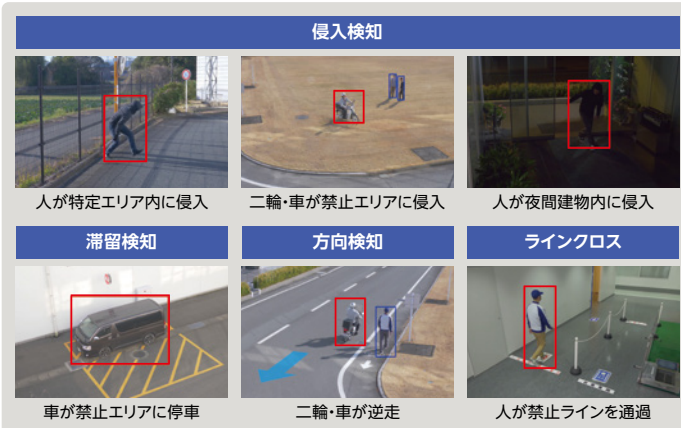 侵入検知
人が特定エリア内に侵入
二輪・車が禁止エリアに侵入
人が夜間建物内に侵入
滞留検知
方向検知
ラインクロス
車が禁止エリアに停車
二輪・車が逆走
人が禁止ラインを通過